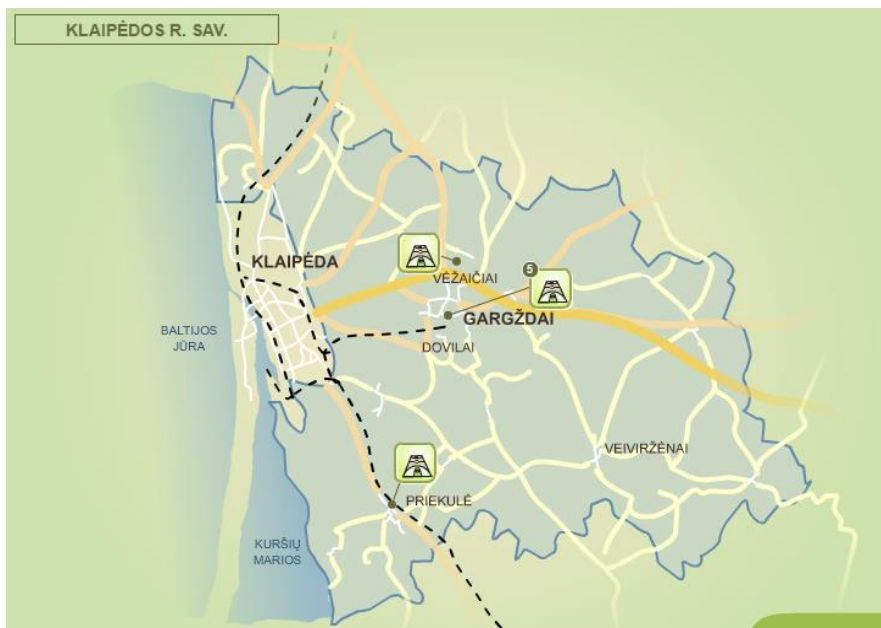 KLAIPĖDOS R. SAV.
KLAIPĖDA
VĖŽAIČIAI
5
GARGŽDAI
BALTIJOS
JŪRA
DOVILAI
VEIVIRŽĖNAI
PRIEKULĖ
KURŠIŲ
MARIOS